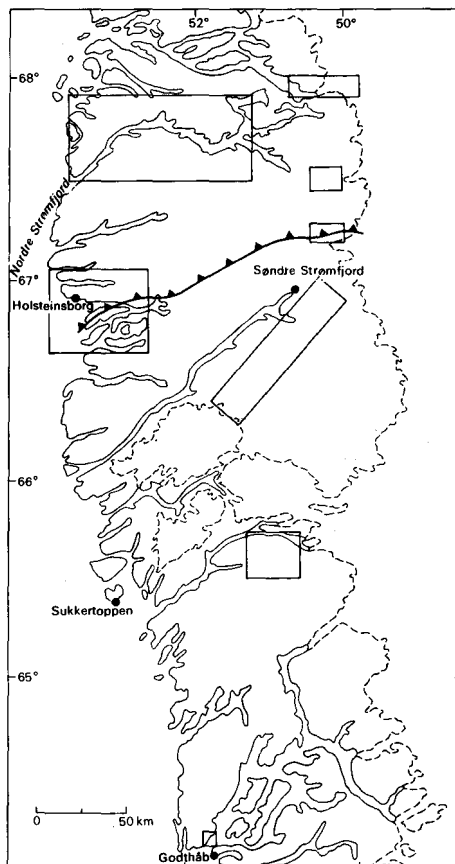 52° 50°
68°
Nordre Strømfjord
67°
Søndre Strømfjord
Holsteinsborg
66°
Sukkertoppen
65°
0 50 km
Godthåb